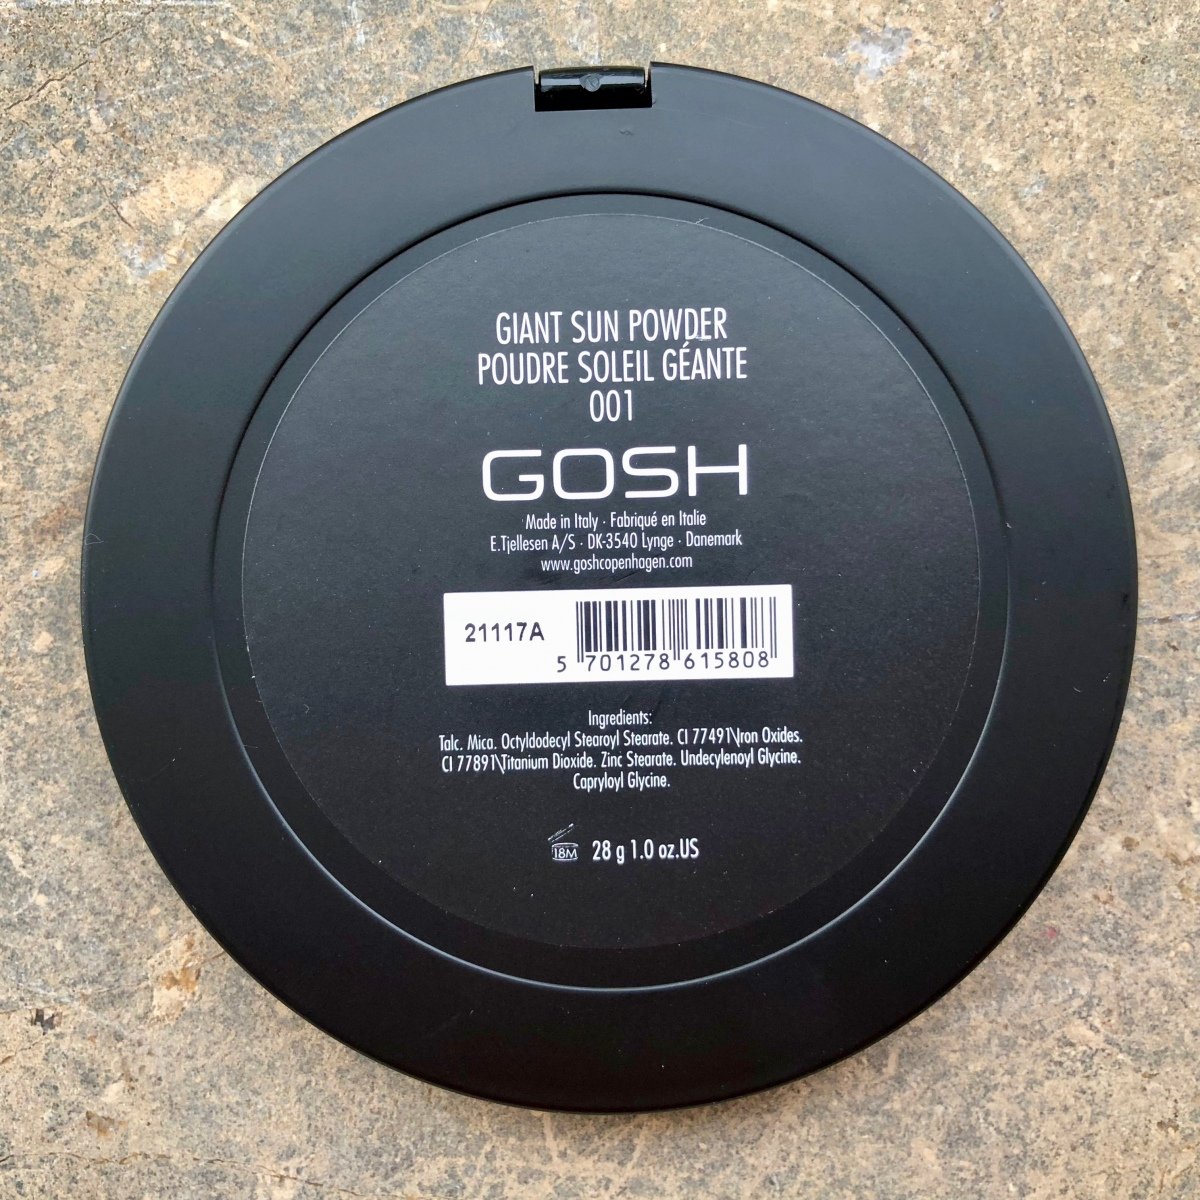 GIANT SUN POWDER
POUDRE SOLEIL GÉANTE
001
GOSH
Made in Italy · Fabriqué en Italie
E.Tjellesen A/S · DK-3540 Lynge · Danemark
www.goshcopenhagen.com
21117A
5 701278 615808
Ingredients:
Talc. Mica. Octyldodecyl Stearoyl Stearate. CI 77491\Iron Oxides.
CI 77891\Titanium Dioxide. Zinc Stearate. Undecylenoyl Glycine.
Capryloyl Glycine.
18M 28 g 1.0 oz.US